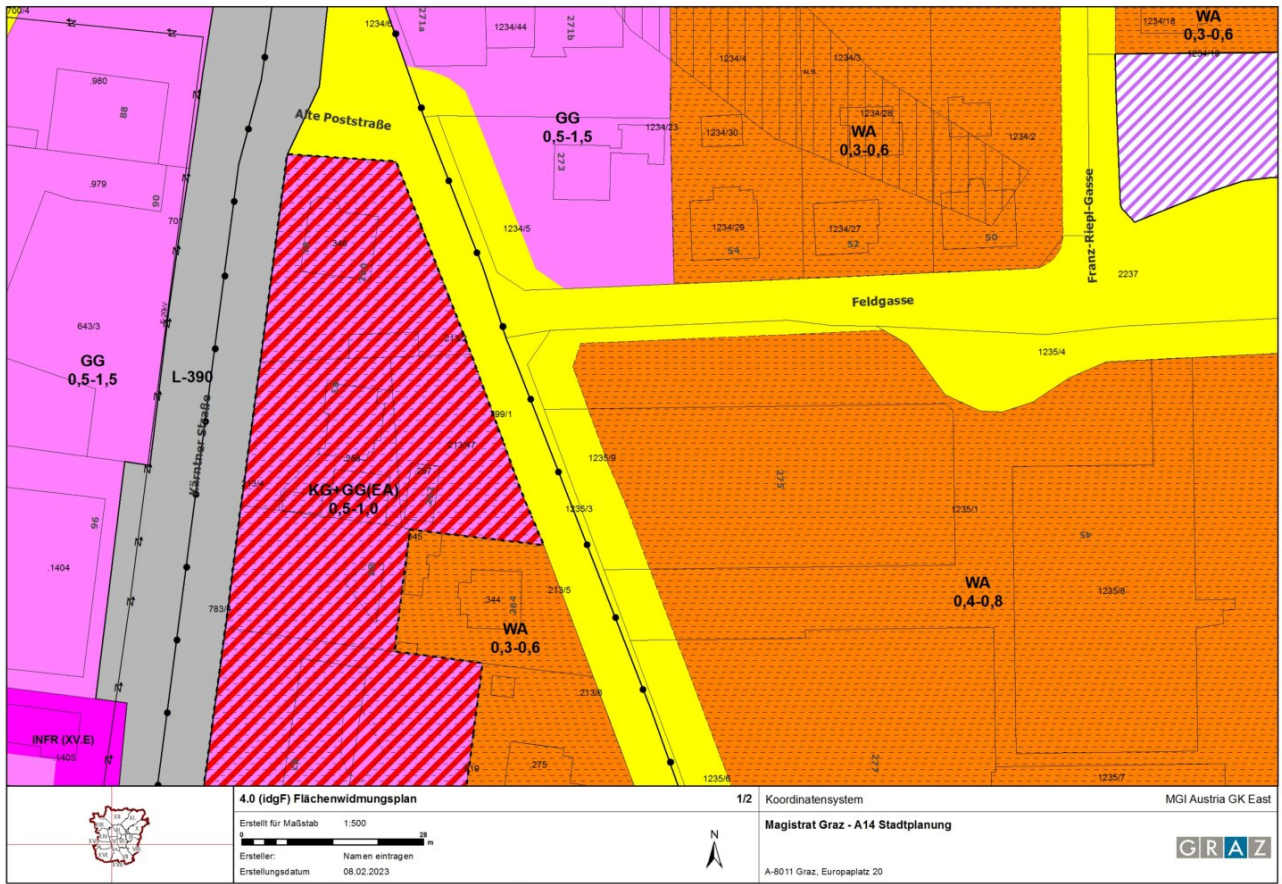 700/4
1234/6
271a
1234/44
271b
1234/18
WA
0,3-0,6
1234/19
1234/4
1234/3
.980
88
Alte Poststraße
GG
0,5-1,5
1234/23
1234/30
1234/28
WA
0,3-0,6
1234/2
273
.979
90
1234/5
1234/29
54
1234/27
52
50
Franz-Riepl-Gasse
2237
Feldgasse
643/3
GG
0,5-1,5
L-390
Kärntner Straße
1235/4
213/47
1235/9
275
1235/3
1235/1
45
KG+GG(EA)
0,5-1,0
96
.1404
.344
264
213/5
WA
0,3-0,6
WA
0,4-0,8
1235/8
213/6
INFR (XV.E)
1405
.275
277
1235/6
1235/7
4.0 (idgF) Flächenwidmungsplan
1/2
Erstellt für Maßstab 1:500
0 28
m
Ersteller: Namen eintragen
Erstellungsdatum 08.02.2023
N
Koordinatensystem MGI Austria GK East
Magistrat Graz - A14 Stadtplanung
A-8011 Graz, Europaplatz 20
GRAZ